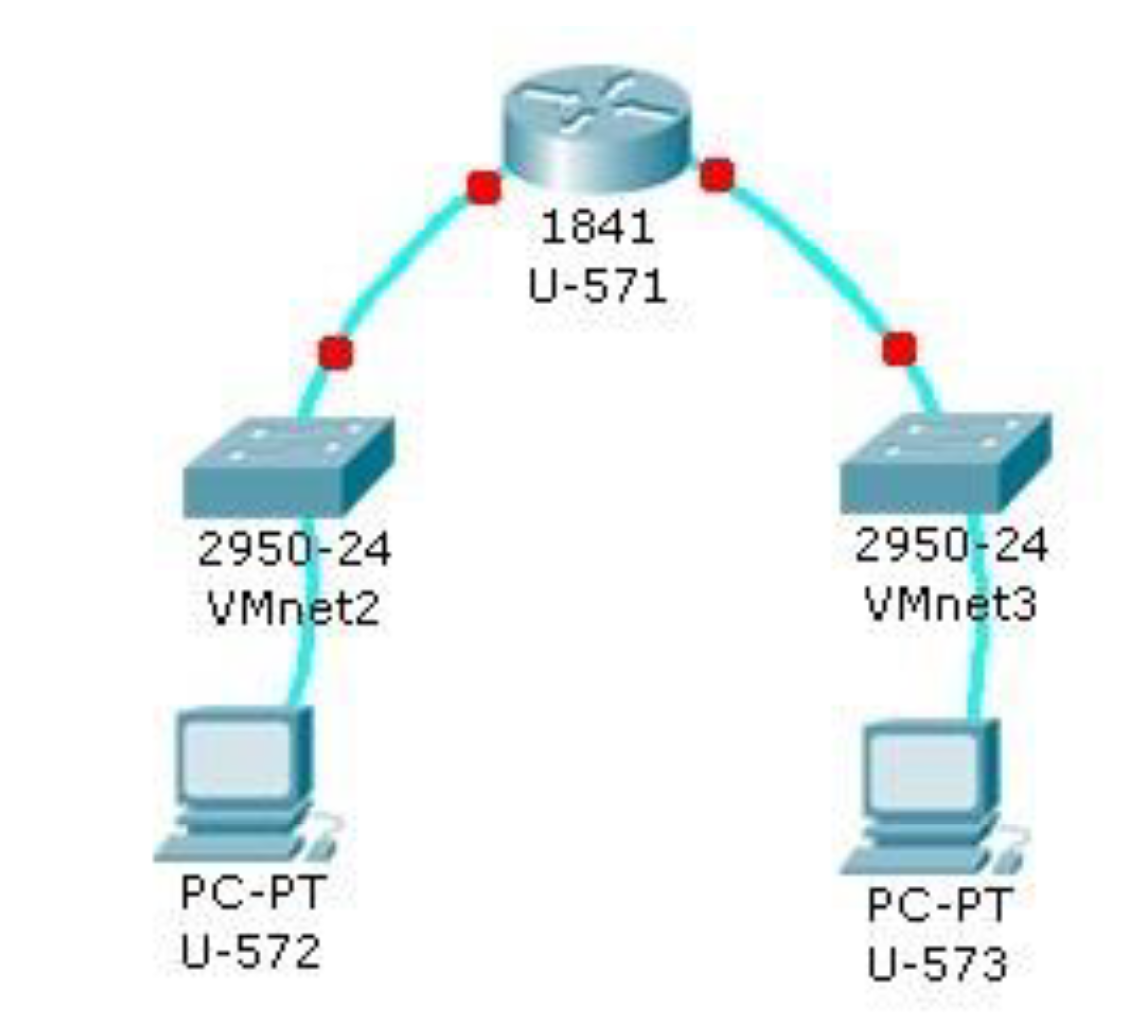 1841
U-571
2950-24
VMnet2
2950-24
VMnet3
PC-PT
U-572
PC-PT
U-573